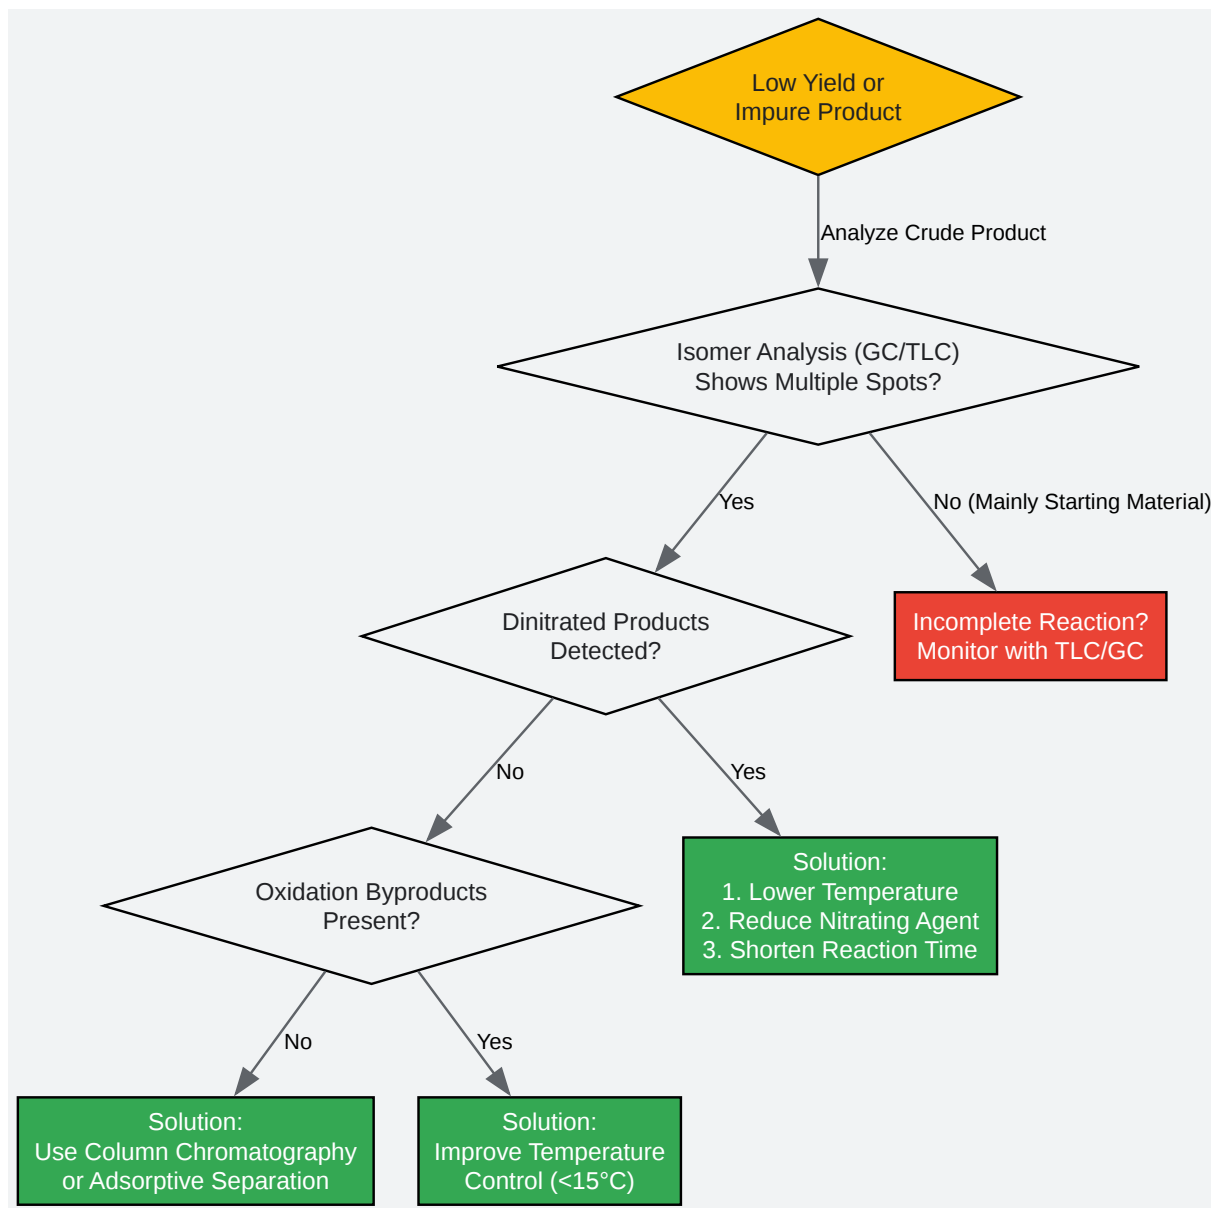 Low Yield or
Impure Product
Analyze Crude Product
Isomer Analysis (GC/TLC)
Shows Multiple Spots?
Yes
No (Mainly Starting Material)
Dinitrated Products
Detected?
Incomplete Reaction?
Monitor with TLC/GC
No
Yes
Oxidation Byproducts
Present?
Solution:
1. Lower Temperature
2. Reduce Nitrating Agent
3. Shorten Reaction Time
No
Yes
Solution:
Use Column Chromatography
or Adsorptive Separation
Solution:
Improve Temperature
Control (<15°C)